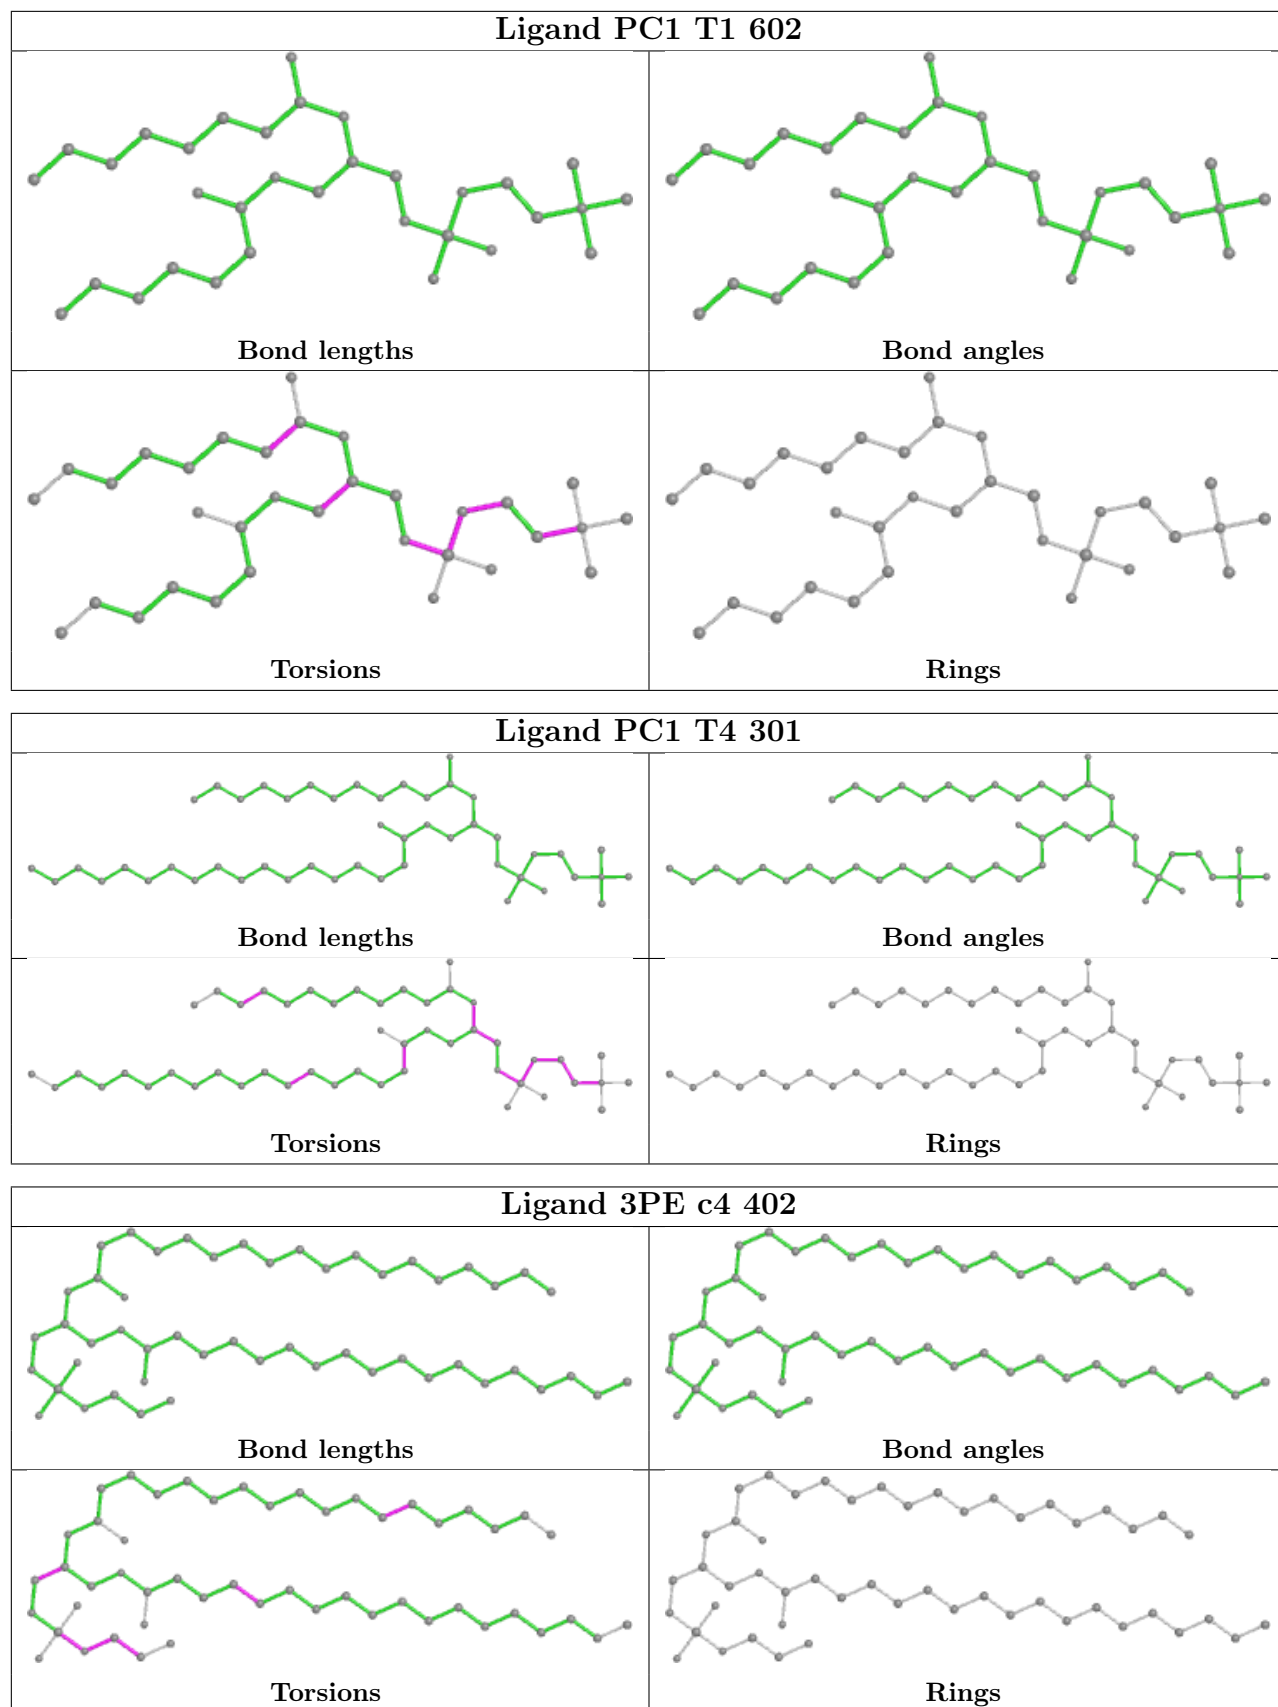 Ligand PC1 T1 602
Bond lengths
Bond angles
Torsions
Rings
Ligand PC1 T4 301
Bond lengths
Bond angles
Torsions
Rings
Ligand 3PE c4 402
Bond lengths
Bond angles
Torsions
Rings